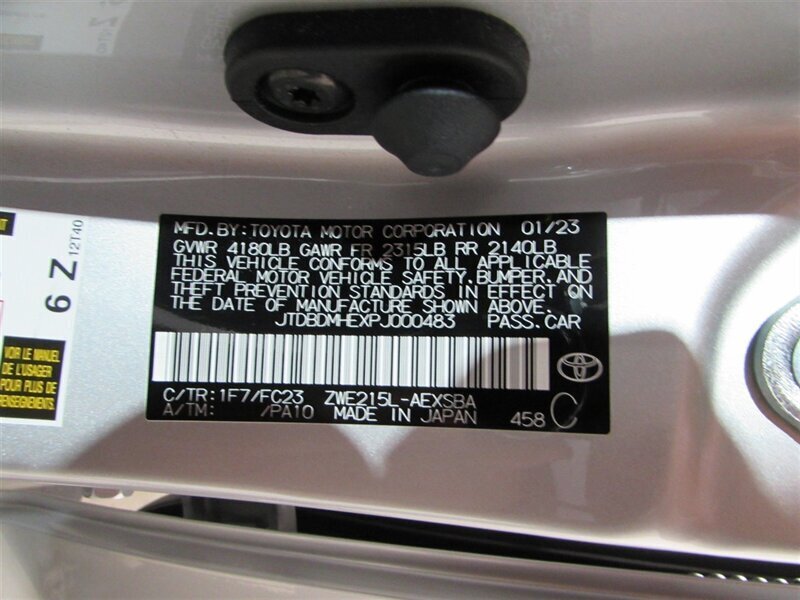 MFD. BY: TOYOTA MOTOR CORPORATION 01/23
GVWR 4180LB GAWR FR 2315LB RR 2140LB
THIS VEHICLE CONFORMS TO ALL APPLICABLE
FEDERAL MOTOR VEHICLE SAFETY, BUMPER, AND
THEFT PREVENTION STANDARDS IN EFFECT ON
THE DATE OF MANUFACTURE SHOWN ABOVE.
JTDBDMHEXPJ000483 PASS. CAR
C/TR: 1F7/FC23 ZWE215L-AEXSBA
A/TM: /PA10 MADE IN JAPAN 458 C
6 Z
12T40
VOIR LE MANUEL
DE L'USAGER
POUR PLUS DE
RENSEIGNEMENTS.